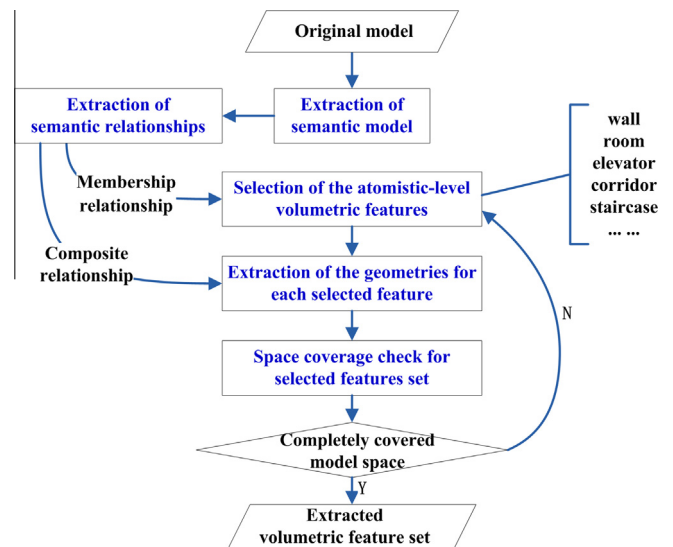 Original model
Extraction of
semantic relationships
Extraction of
semantic model
wall
room
elevator
corridor
staircase
... ...
Membership
relationship
Selection of the atomistic-level
volumetric features
Composite
relationship
Extraction of the geometries for
each selected feature
N
Space coverage check for
selected features set
Completely covered
model space
Y
Extracted
volumetric feature set